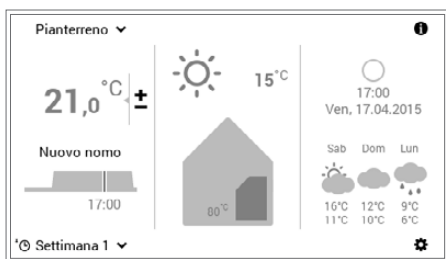 Pianterreno
21,0 °C ±
15°C
17:00
Ven, 17.04.2015
Nuovo nomo
17:00
80°C
Sab Dom Lun
16°C 12°C 9°C
11°C 10°C 6°C
Settimana 1